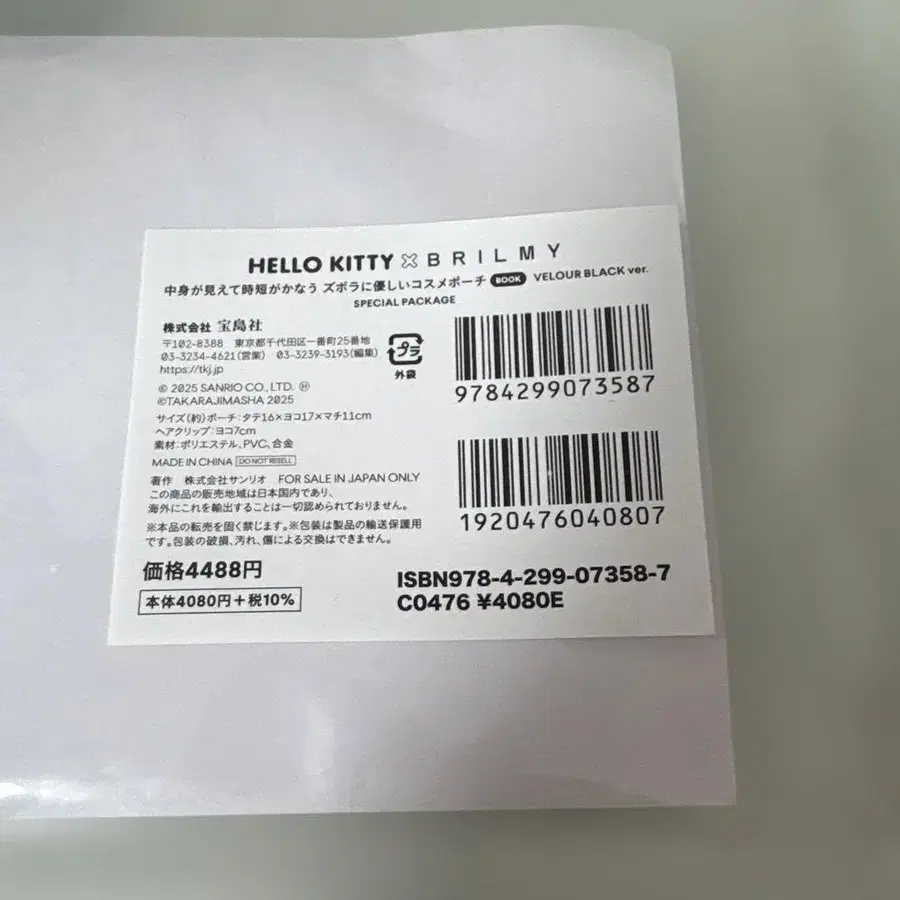 HELLO KITTY × BRILMY
中身が見えて時短がかなう ズボラに優しいコスメポーチ BOOK VELOUR BLACK ver.
SPECIAL PACKAGE
株式会社 宝島社
〒102-8388 東京都千代田区一番町25番地
03-3234-4621(営業) 03-3239-3193(編集)
https://tkj.jp
プラ
外袋
© 2025 SANRIO CO., LTD. Ⓗ
©TAKARAJIMASHA 2025
サイズ(約)ポーチ:タテ16×ヨコ17×マチ11cm
ヘアクリップ:ヨコ7cm
素材:ポリエステル、PVC、合金
MADE IN CHINA DO NOT RESELL
著作 株式会社サンリオ FOR SALE IN JAPAN ONLY
この商品の販売地域は日本国内であり、
海外にこれを輸出することは一切認められておりません。
※本品の転売を固く禁じます。※包装は製品の輸送保護用
です。包装の破損、汚れ、傷による交換はできません。
価格4488円
本体4080円+税10%
9784299073587
1920476040807
ISBN978-4-299-07358-7
C0476 ¥4080E